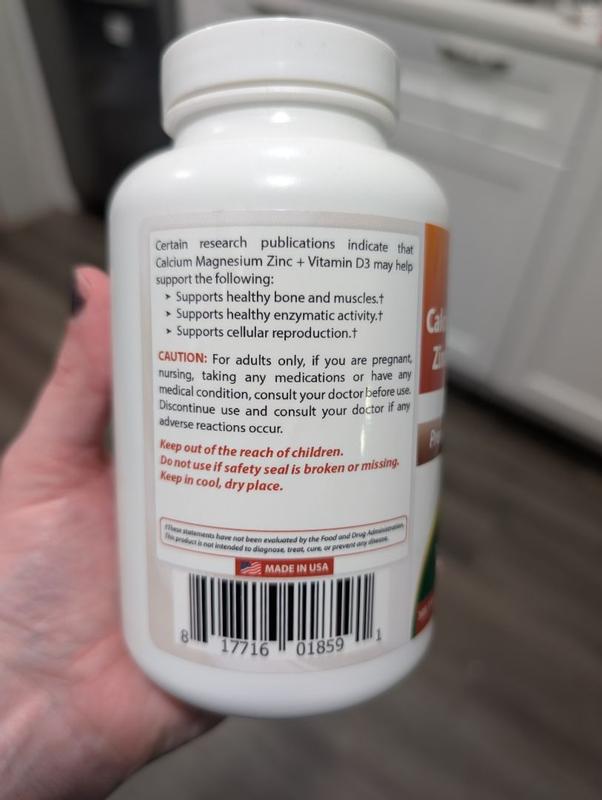 Certain research publications indicate that
Calcium Magnesium Zinc + Vitamin D3 may help
support the following:
➤ Supports healthy bone and muscles.†
➤ Supports healthy enzymatic activity.†
➤ Supports cellular reproduction.†
CAUTION: For adults only, if you are pregnant,
nursing, taking any medications or have any
medical condition, consult your doctor before use.
Discontinue use and consult your doctor if any
adverse reactions occur.
Keep out of the reach of children.
Do not use if safety seal is broken or missing.
Keep in cool, dry place.
†These statements have not been evaluated by the Food and Drug Administration.
This product is not intended to diagnose, treat, cure, or prevent any disease.
MADE IN USA
8 17716 01859 1